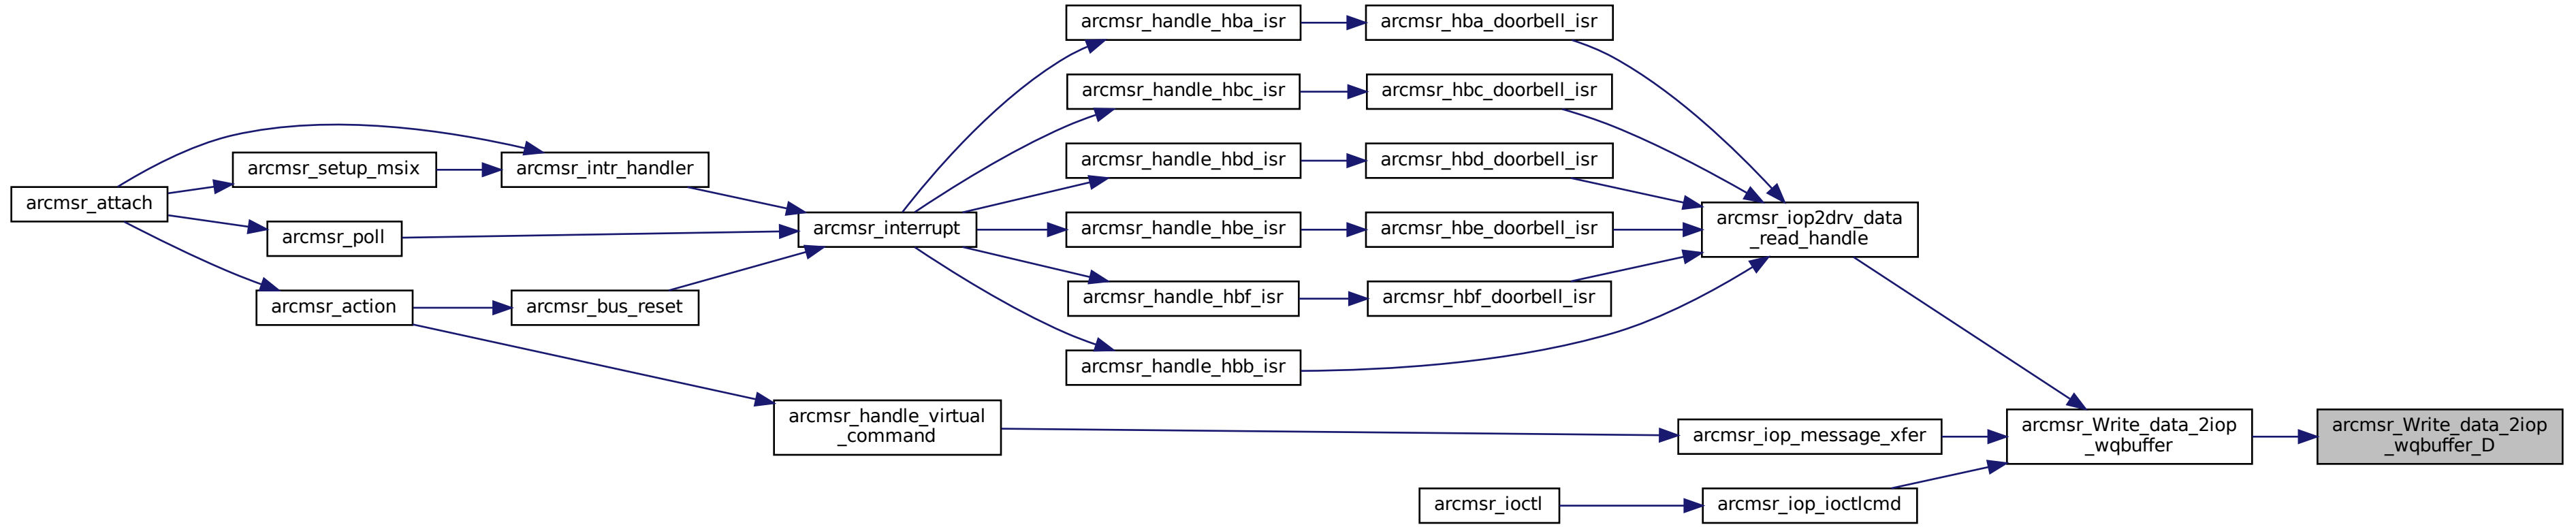 arcmsr_handle_hba_isr
arcmsr_hba_doorbell_isr
arcmsr_handle_hbc_isr
arcmsr_hbc_doorbell_isr
arcmsr_setup_msix
arcmsr_intr_handler
arcmsr_handle_hbd_isr
arcmsr_hbd_doorbell_isr
arcmsr_attach
arcmsr_poll
arcmsr_interrupt
arcmsr_handle_hbe_isr
arcmsr_hbe_doorbell_isr
arcmsr_iop2drv_data
_read_handle
arcmsr_action
arcmsr_bus_reset
arcmsr_handle_hbf_isr
arcmsr_hbf_doorbell_isr
arcmsr_handle_hbb_isr
arcmsr_handle_virtual
_command
arcmsr_iop_message_xfer
arcmsr_Write_data_2iop
_wqbuffer
arcmsr_Write_data_2iop
_wqbuffer_D
arcmsr_ioctl
arcmsr_iop_ioctlcmd